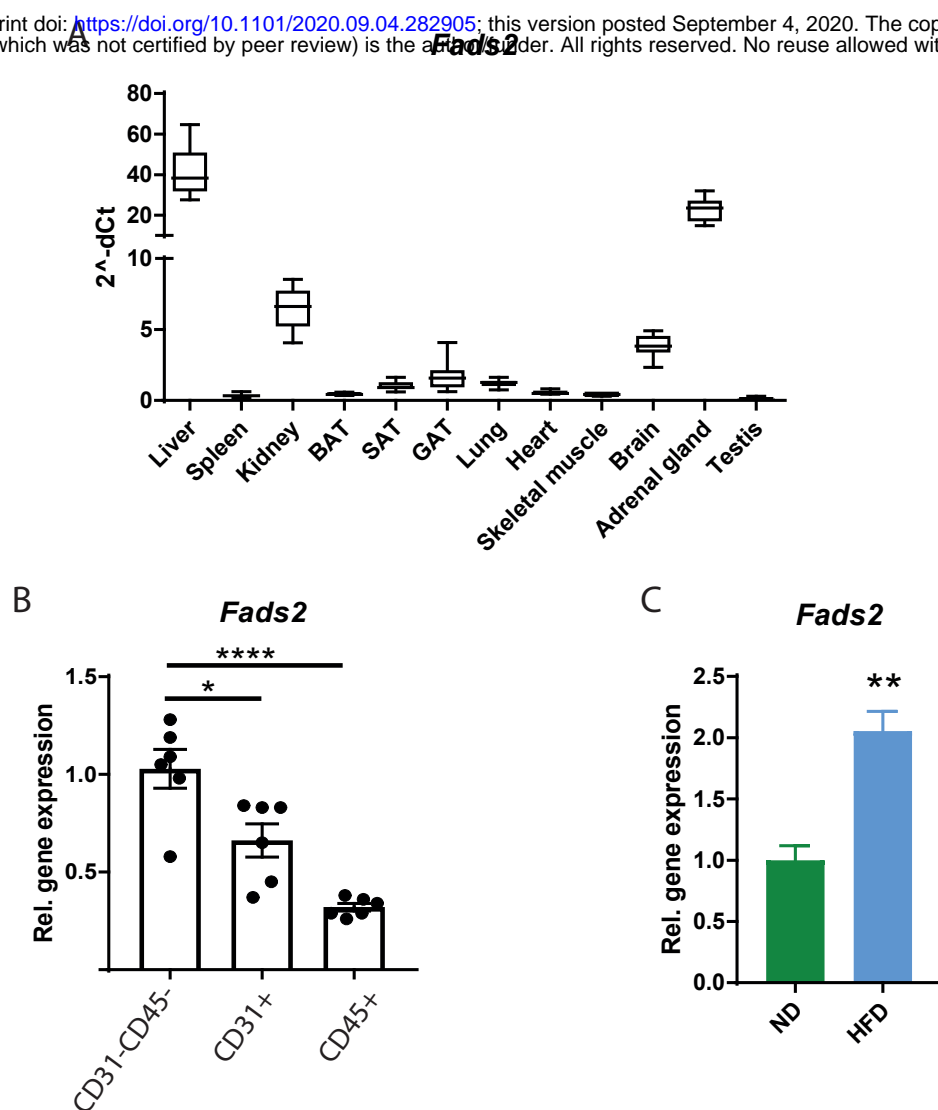 rint doi: https://doi.org/10.1101/2020.09.04.282905; this version posted September 4, 2020. The cop
which was not certified by peer review) is the author/funder. All rights reserved. No reuse allowed wit
A
Fads2
80
60
40
20
10
5
0
2^-dCt
Liver
Spleen
Kidney
BAT
SAT
GAT
Lung
Heart
Skeletal muscle
Brain
Adrenal gland
Testis
B
Fads2
****
*
1.5
1.0
0.5
Rel. gene expression
CD31-CD45-
CD31+
CD45+
C
Fads2
**
2.5
2.0
1.5
1.0
0.5
0.0
Rel. gene expression
ND
HFD